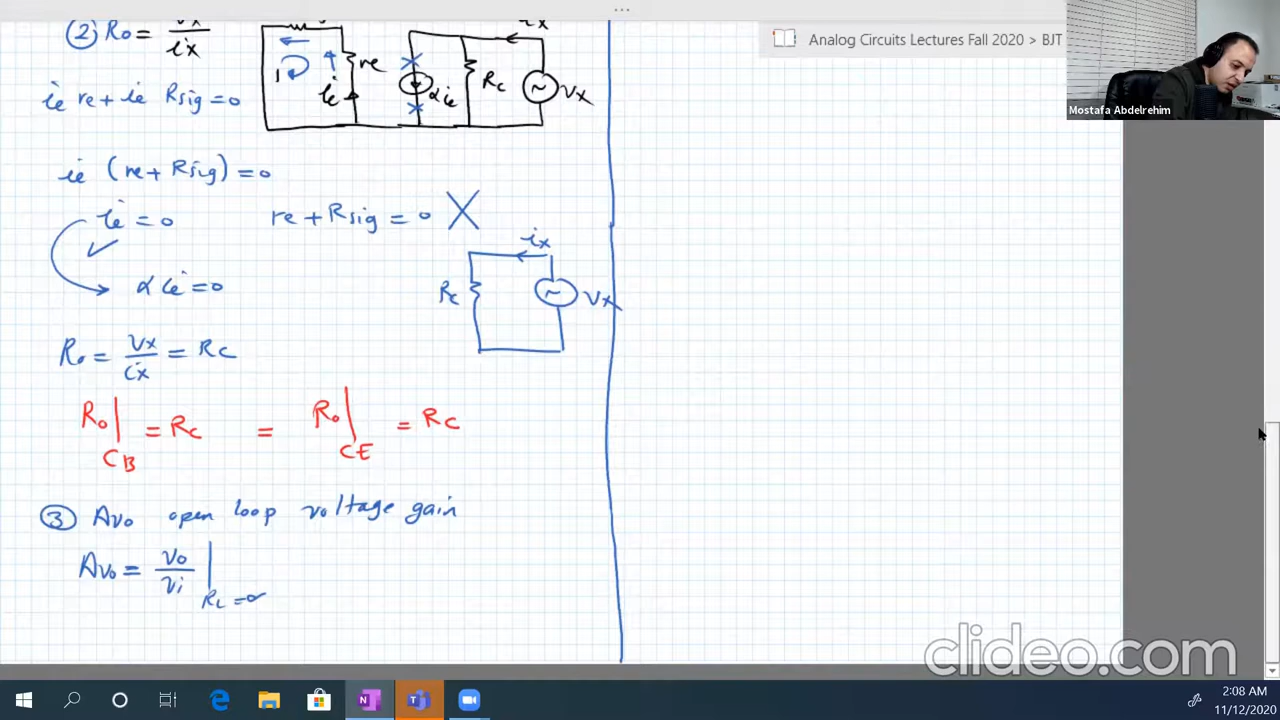 ② Ro = vx / ix
ie re + ie Rsig = 0
re
ie
αie
Rc
ix
vx
ie (re + Rsig) = 0
ie = 0
re + Rsig = 0 X
αie = 0
ix
Rc
vx
Ro = vx / ix = Rc
Ro| CB = Rc = Ro| CE = Rc
③ Avo open loop voltage gain
Avo = vo / vi | RL = ∞
Analog Circuits Lectures Fall 2020 > BJT
Mostafa Abdelrehim
clideo.com
2:08 AM
11/12/2020